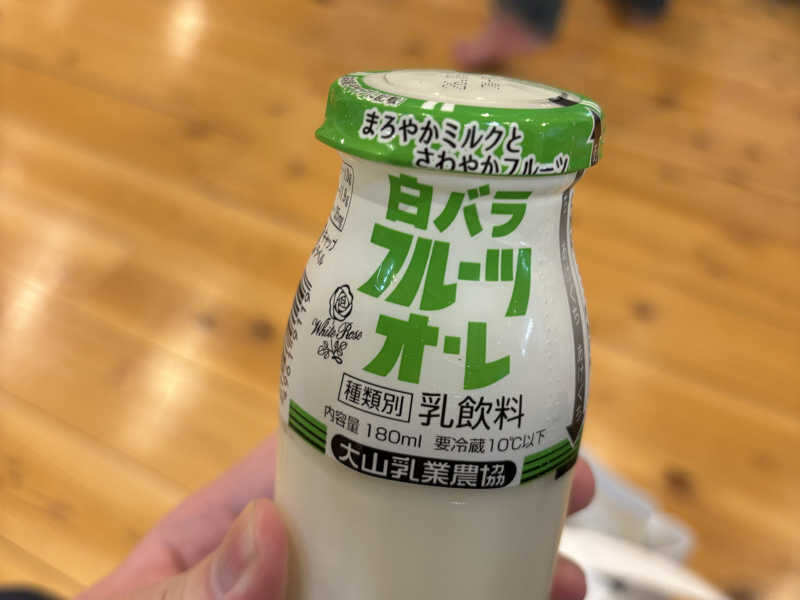 まろやかミルクと
さわやかフルーツ
白バラ
フルーツ
オ・レ
White Rose
種類別 乳飲料
内容量 180ml 要冷蔵10℃以下
大山乳業農協